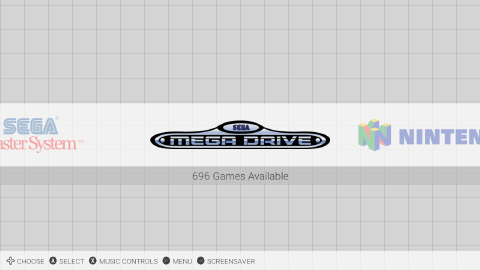 SEGA
aster System
SEGA
MEGA DRIVE
NINTEN
696 Games Available
CHOOSE A SELECT X MUSIC CONTROLS MENU SCREENSAVER